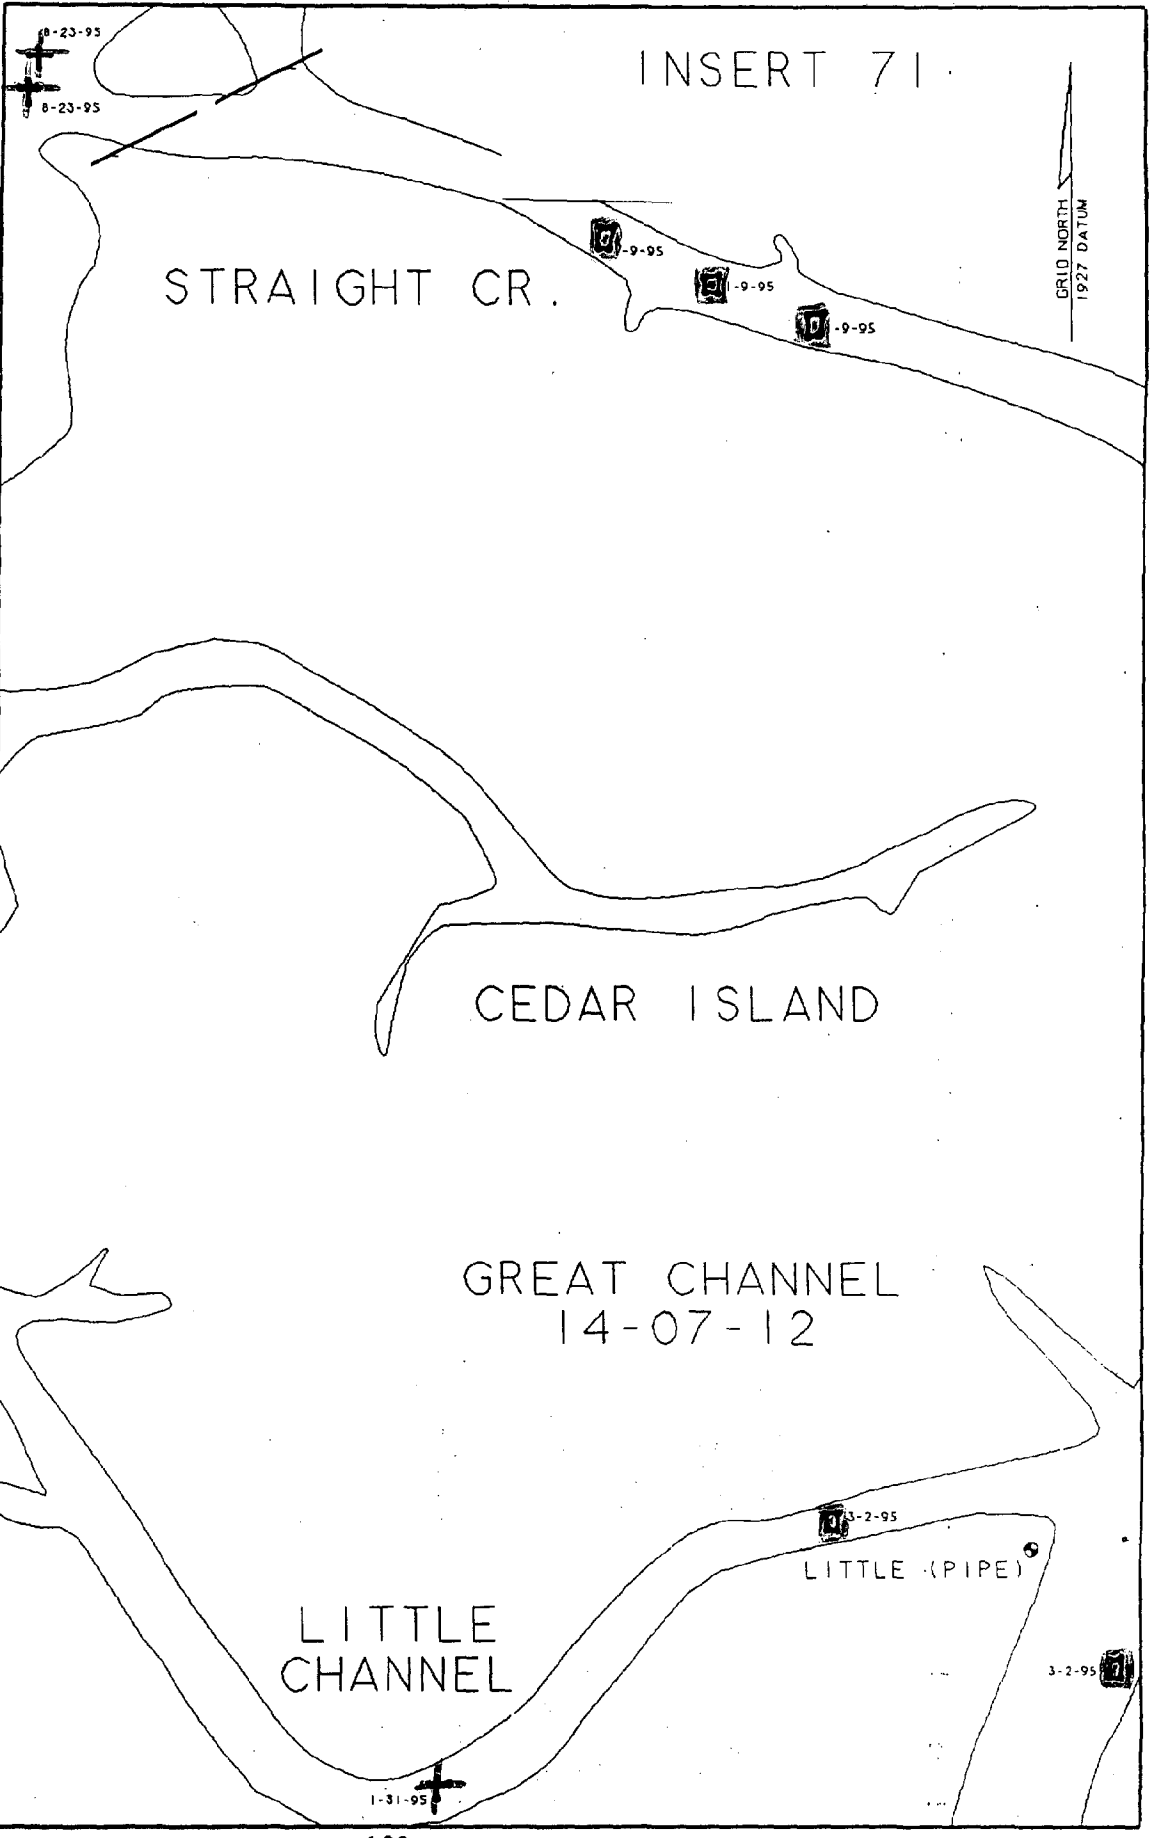 8-23-95
INSERT 71
8-23-95
GRID NORTH
1927 DATUM
-9-95
STRAIGHT CR.
-9-95
-9-95
CEDAR ISLAND
GREAT CHANNEL
14-07-12
3-2-95
LITTLE (PIPE)
LITTLE
CHANNEL
3-2-95
1-31-95